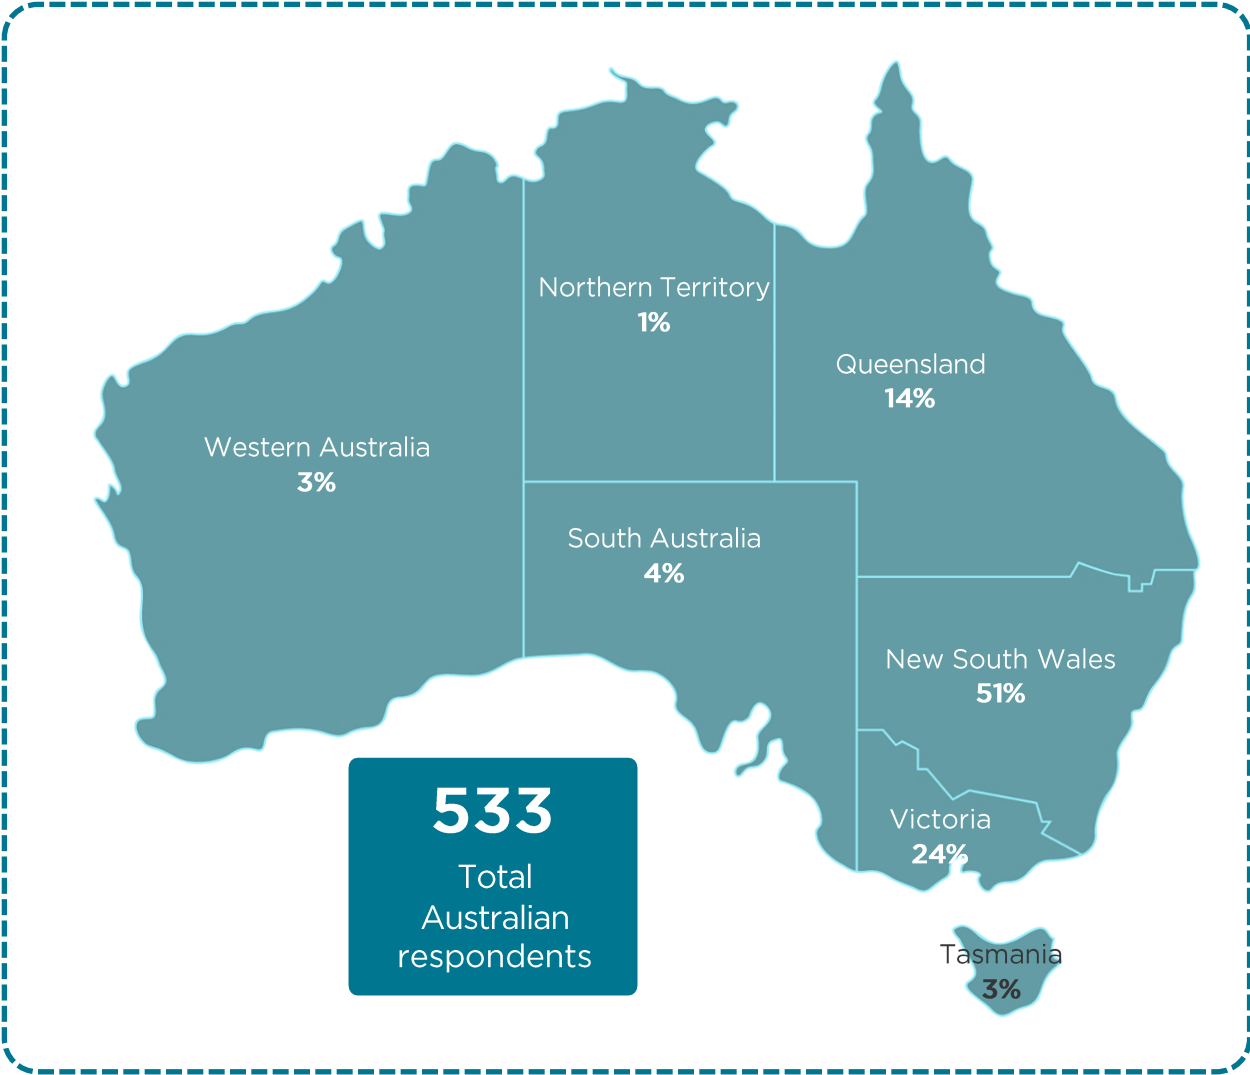 Northern Territory
1%
Queensland
14%
Western Australia
3%
South Australia
4%
New South Wales
51%
Victoria
24%
533
Total
Australian
respondents
Tasmania
3%